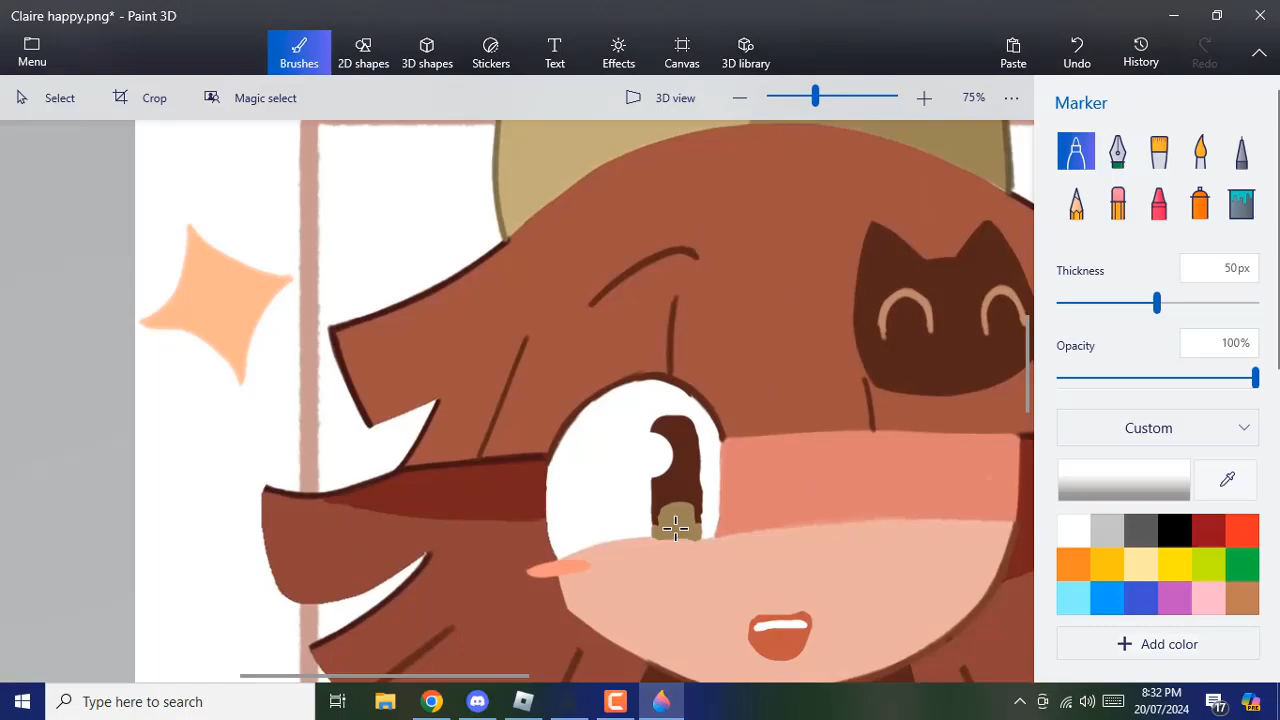 Claire happy.png* - Paint 3D
Menu
Brushes
2D shapes
3D shapes
Stickers
Text
Effects
Canvas
3D library
Paste
Undo
History
Redo
Select
Crop
Magic select
3D view
75%
Marker
Thickness
50px
Opacity
100%
Custom
Add color
Type here to search
8:32 PM
20/07/2024
17
PRE